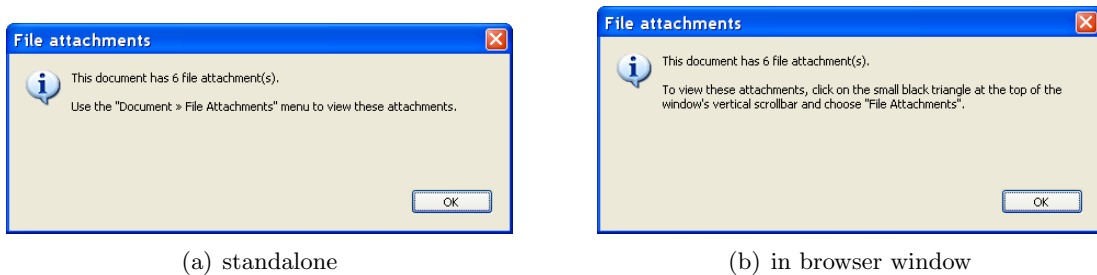 File attachments
This document has 6 file attachment(s).
Use the "Document » File Attachments" menu to view these attachments.
OK
(a) standalone
File attachments
This document has 6 file attachment(s).
To view these attachments, click on the small black triangle at the top of the
window's vertical scrollbar and choose "File Attachments".
OK
(b) in browser window